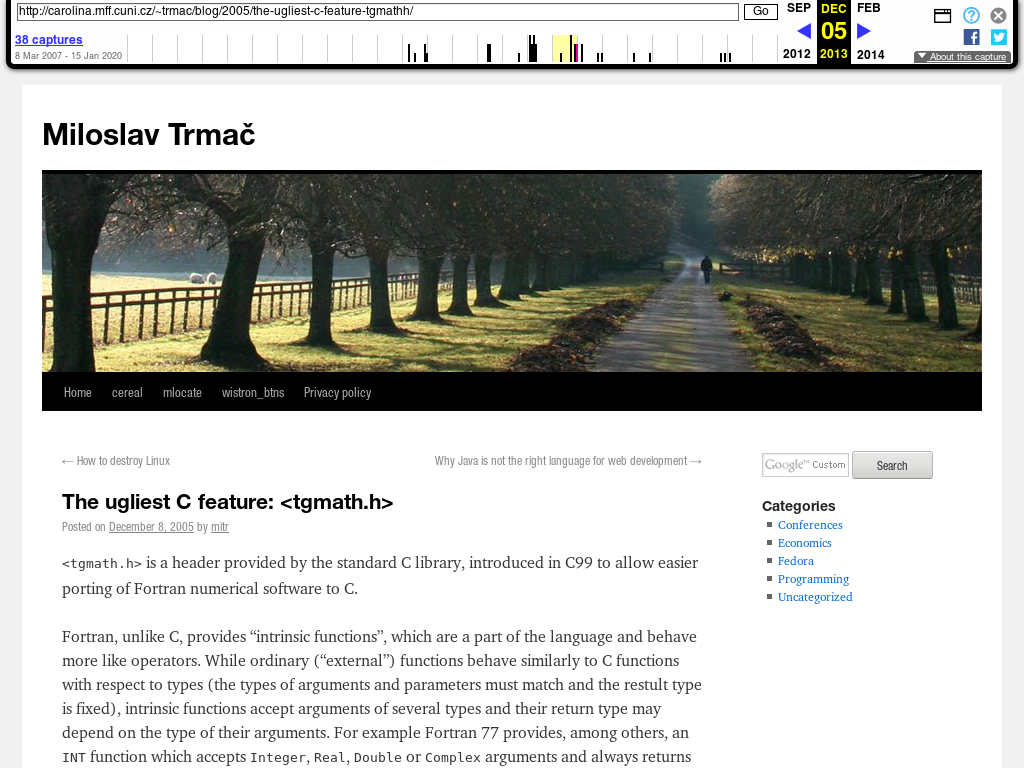 http://carolina.mff.cuni.cz/~trmac/blog/2005/the-ugliest-c-feature-tgmathh/
Go
SEP DEC FEB
38 captures
05
8 Mar 2007 - 15 Jan 2020
2012 2013 2014
About this capture
Miloslav Trmač
Home cereal mlocate wistron_btns Privacy policy
← How to destroy Linux
Why Java is not the right language for web development →
Google™ Custom
Search
The ugliest C feature: <tgmath.h>
Posted on December 8, 2005 by mitr
<tgmath.h> is a header provided by the standard C library, introduced in C99 to allow easier
porting of Fortran numerical software to C.
Fortran, unlike C, provides “intrinsic functions”, which are a part of the language and behave
more like operators. While ordinary (“external”) functions behave similarly to C functions
with respect to types (the types of arguments and parameters must match and the restult type
is fixed), intrinsic functions accept arguments of several types and their return type may
depend on the type of their arguments. For example Fortran 77 provides, among others, an
INT function which accepts Integer, Real, Double or Complex arguments and always returns
Categories
Conferences
Economics
Fedora
Programming
Uncategorized